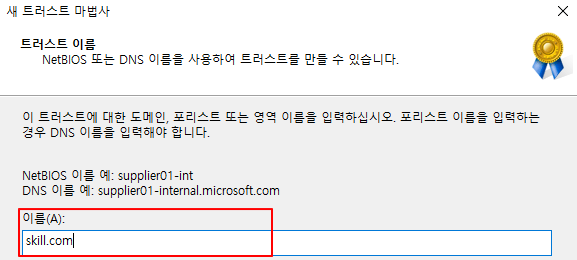 새 트러스트 마법사
트러스트 이름
NetBIOS 또는 DNS 이름을 사용하여 트러스트를 만들 수 있습니다.
이 트러스트에 대한 도메인, 포리스트 또는 영역 이름을 입력하십시오. 포리스트 이름을 입력하는
경우 DNS 이름을 입력해야 합니다.
NetBIOS 이름 예: supplier01-int
DNS 이름 예: supplier01-internal.microsoft.com
이름(A):
skill.com